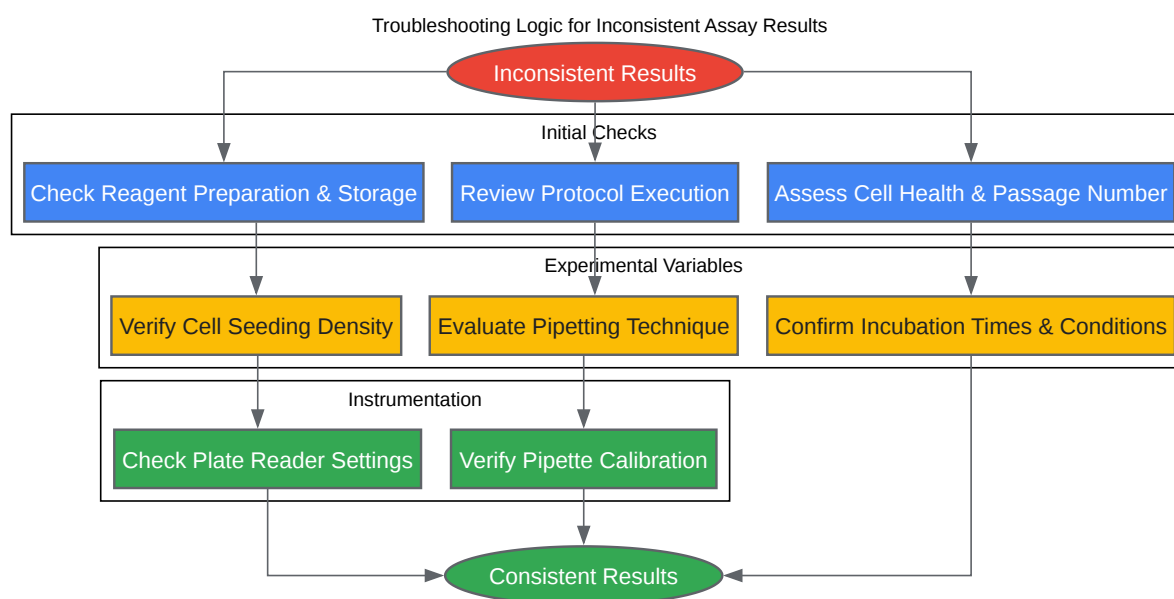 Troubleshooting Logic for Inconsistent Assay Results
Inconsistent Results
Initial Checks
Check Reagent Preparation & Storage
Review Protocol Execution
Assess Cell Health & Passage Number
Experimental Variables
Verify Cell Seeding Density
Evaluate Pipetting Technique
Confirm Incubation Times & Conditions
Instrumentation
Check Plate Reader Settings
Verify Pipette Calibration
Consistent Results